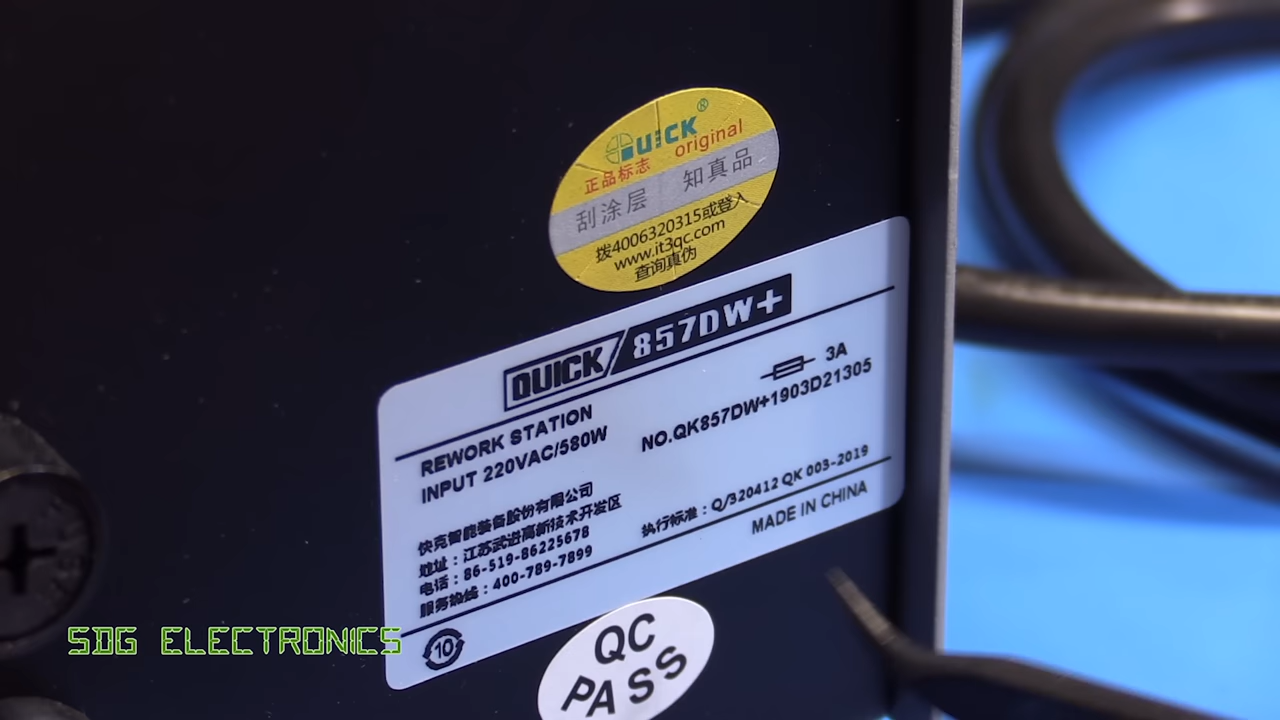 QUICK®
正品标志 original
刮涂层 知真品
拨4006320315或登入
www.it3qc.com
查询真伪
QUICK 857DW+
REWORK STATION
INPUT 220VAC/580W
3A
NO.QK857DW+1903D21305
快克智能装备股份有限公司
地址：江苏武进高新技术开发区
电话：86-519-86225678
服务热线：400-789-7899
执行标准：Q/320412 QK 003-2019
MADE IN CHINA
10
QC
PASS
SDG ELECTRONICS